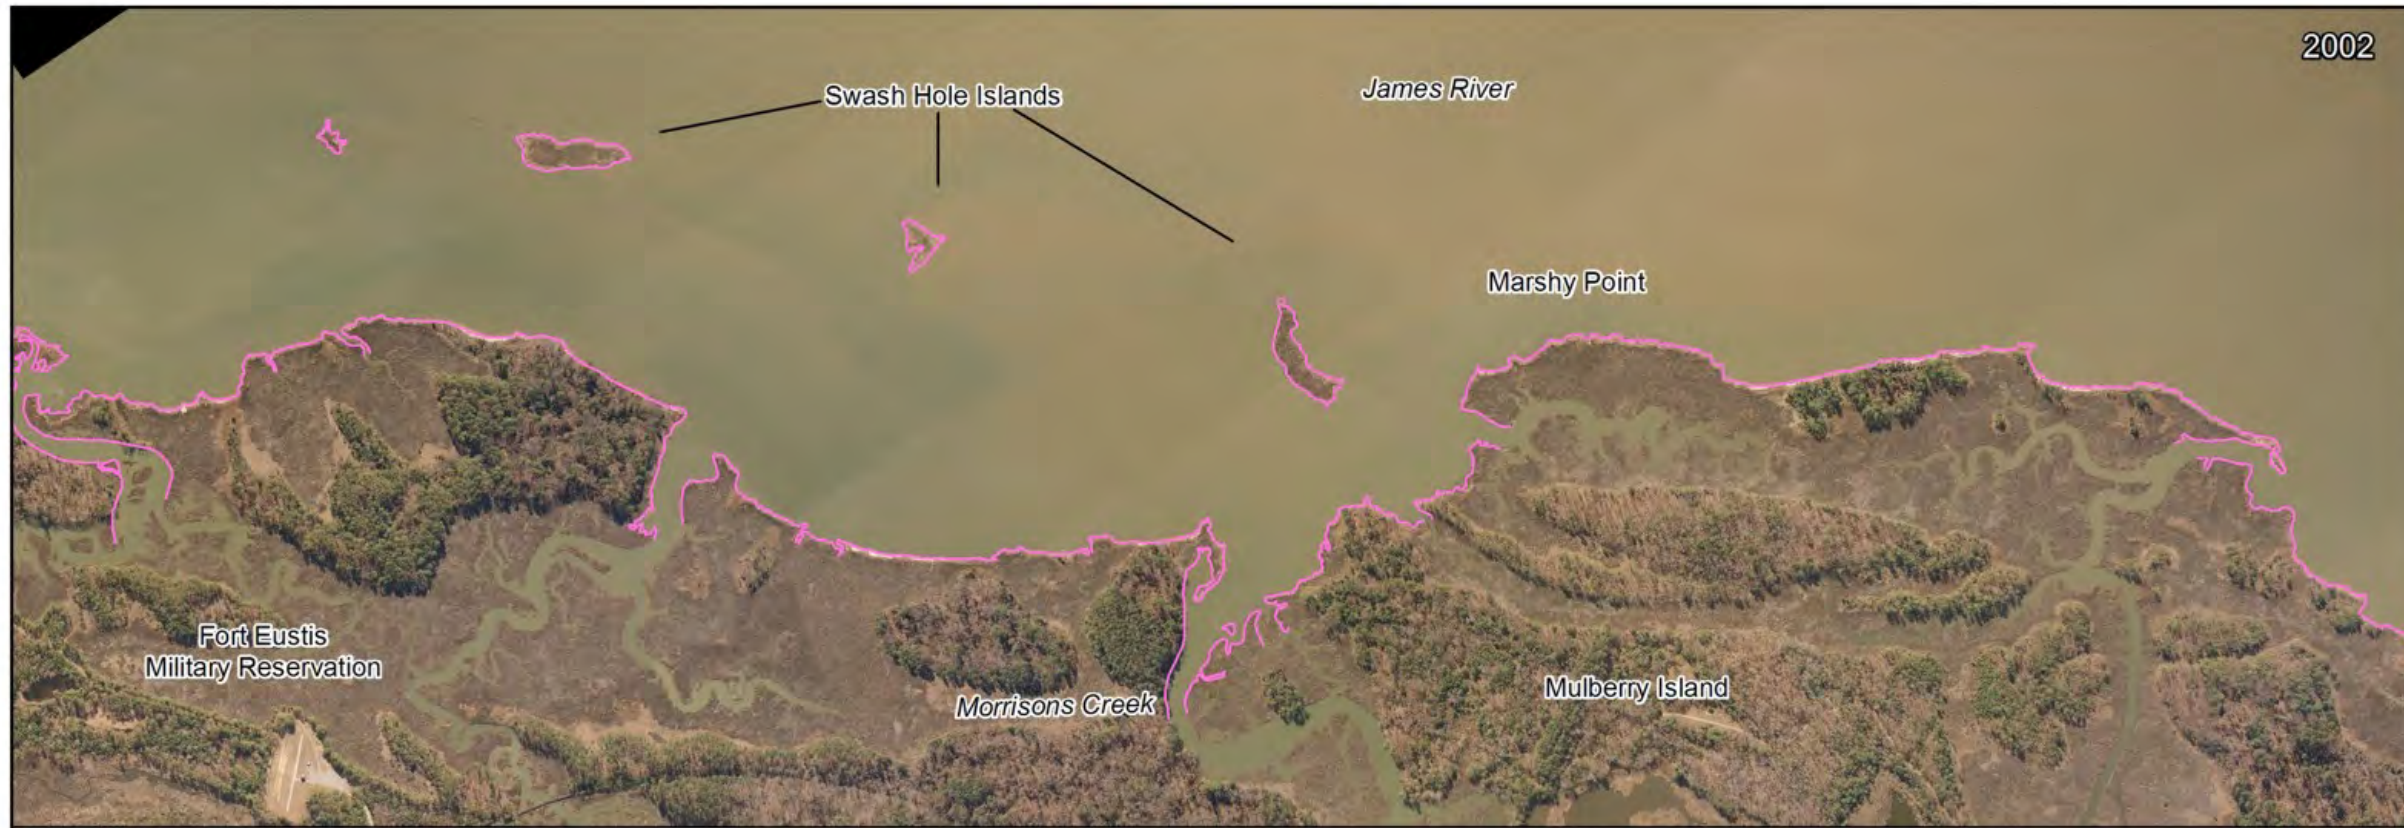 2002
Swash Hole Islands
James River
Marshy Point
Fort Eustis
Military Reservation
Morrisons Creek
Mulberry Island